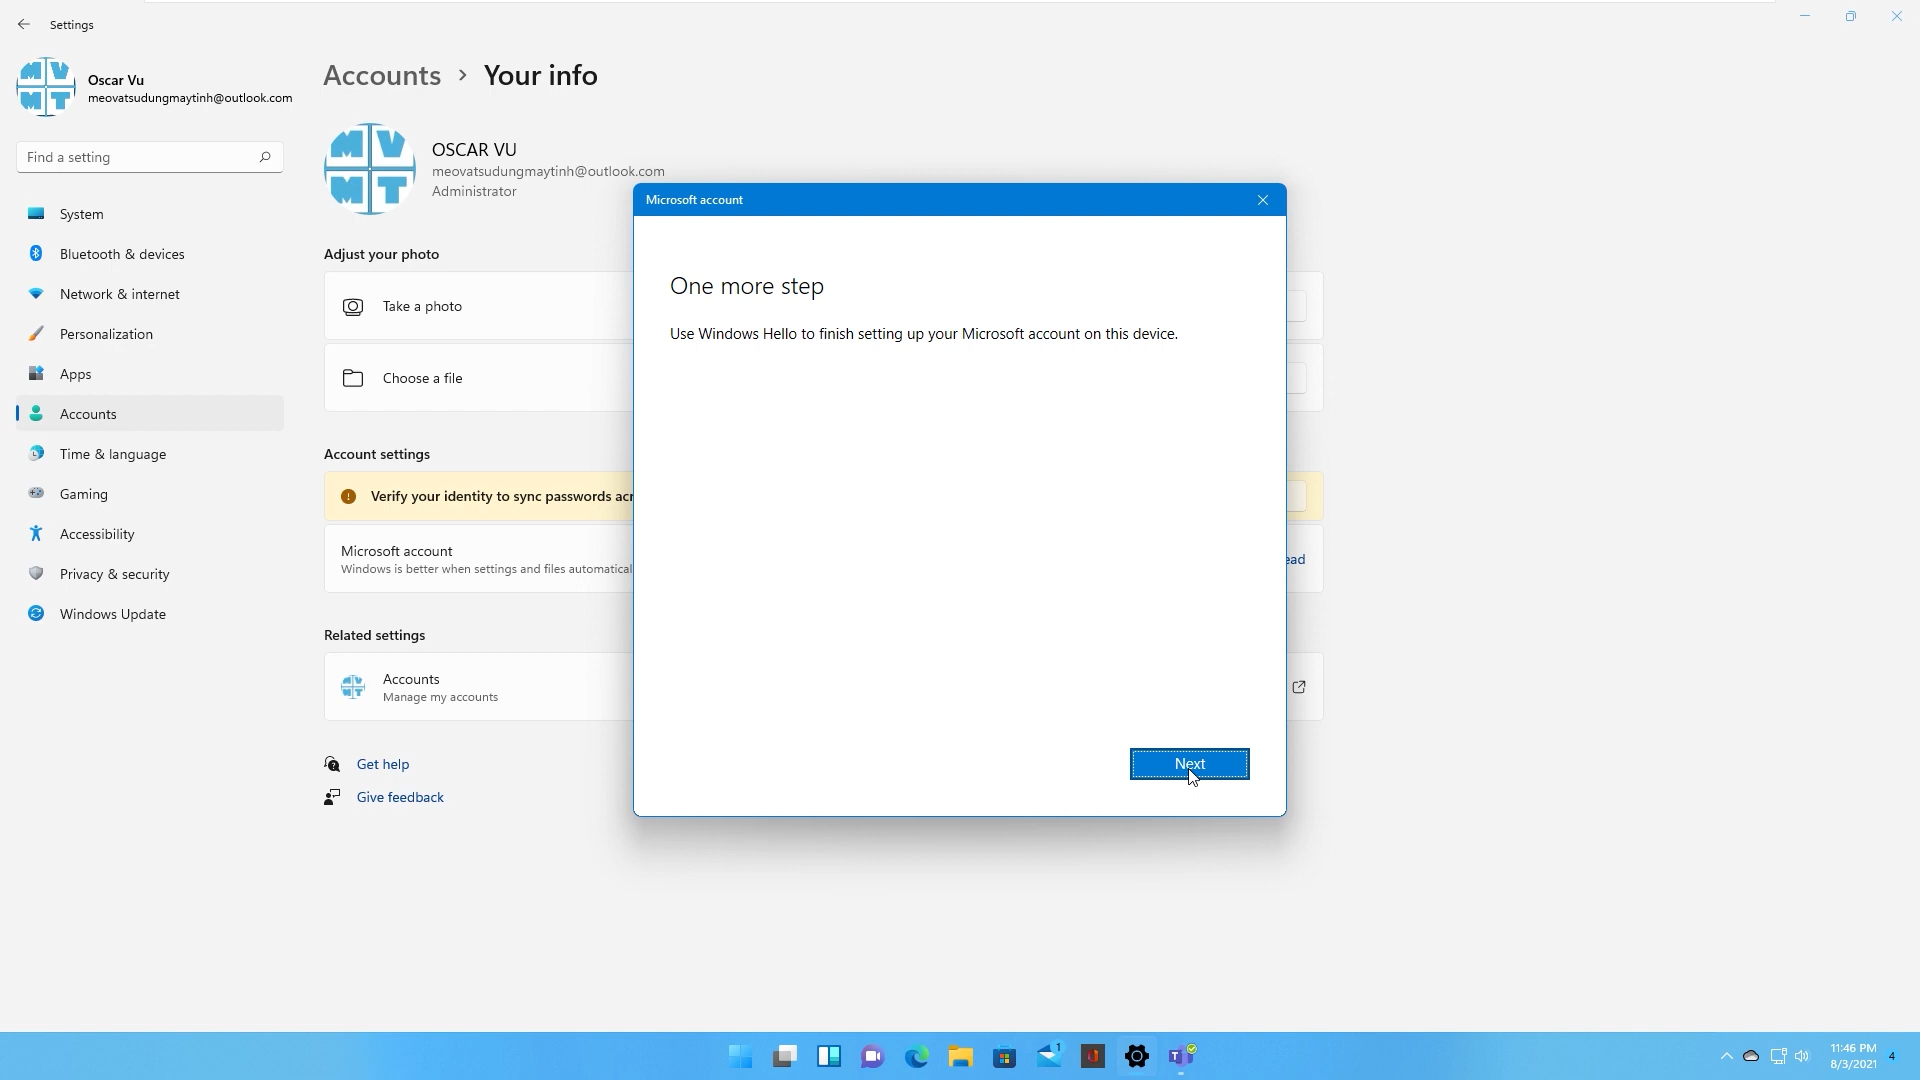 Settings
Oscar Vu
meovatsudungmaytinh@outlook.com
Find a setting
System
Bluetooth & devices
Network & internet
Personalization
Apps
Accounts
Time & language
Gaming
Accessibility
Privacy & security
Windows Update
Accounts > Your info
MV
MT
OSCAR VU
meovatsudungmaytinh@outlook.com
Administrator
Adjust your photo
Take a photo
Choose a file
Account settings
Verify your identity to sync passwords acr
Microsoft account
Windows is better when settings and files automatical
ead
Related settings
Accounts
Manage my accounts
Get help
Give feedback
Microsoft account
One more step
Use Windows Hello to finish setting up your Microsoft account on this device.
Next
1
11:46 PM
8/3/2021
4